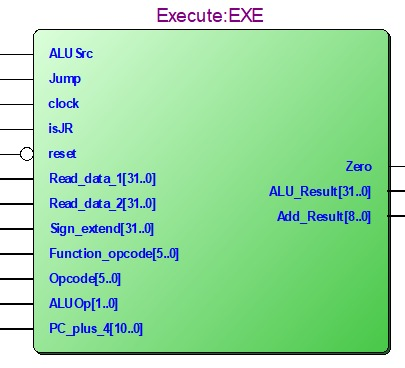 Execute:EXE
ALUSrc
Jump
clock
isJR
reset
Read_data_1[31..0]
Read_data_2[31..0]
Sign_extend[31..0]
Function_opcode[5..0]
Opcode[5..0]
ALUOp[1..0]
PC_plus_4[10..0]
Zero
ALU_Result[31..0]
Add_Result[8..0]